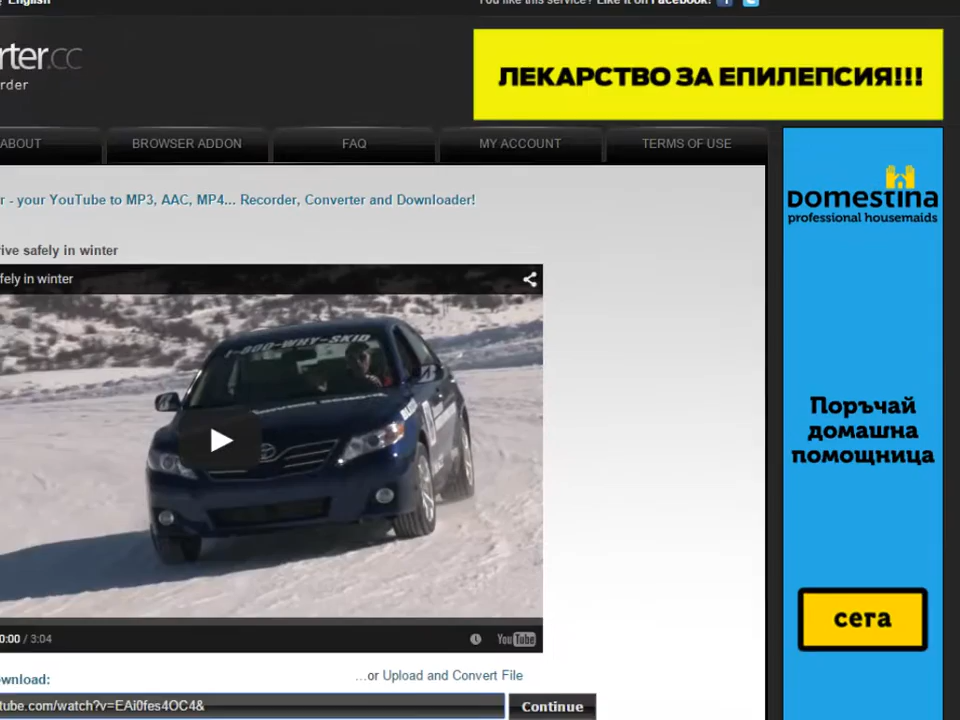 English
You like this service? Like it on Facebook!
rter.cc
rder
ЛЕКАРСТВО ЗА ЕПИЛЕПСИЯ!!!
ABOUT
BROWSER ADDON
FAQ
MY ACCOUNT
TERMS OF USE
r - your YouTube to MP3, AAC, MP4... Recorder, Converter and Downloader!
DOMESTINA
professional housemaids
ive safely in winter
fely in winter
1-800-WHY-SKID
Поръчай
домашна
помощница
сега
0:00 / 3:04
YouTube
ownload:
...or Upload and Convert File
tube.com/watch?v=EAi0fes4OC4&
Continue